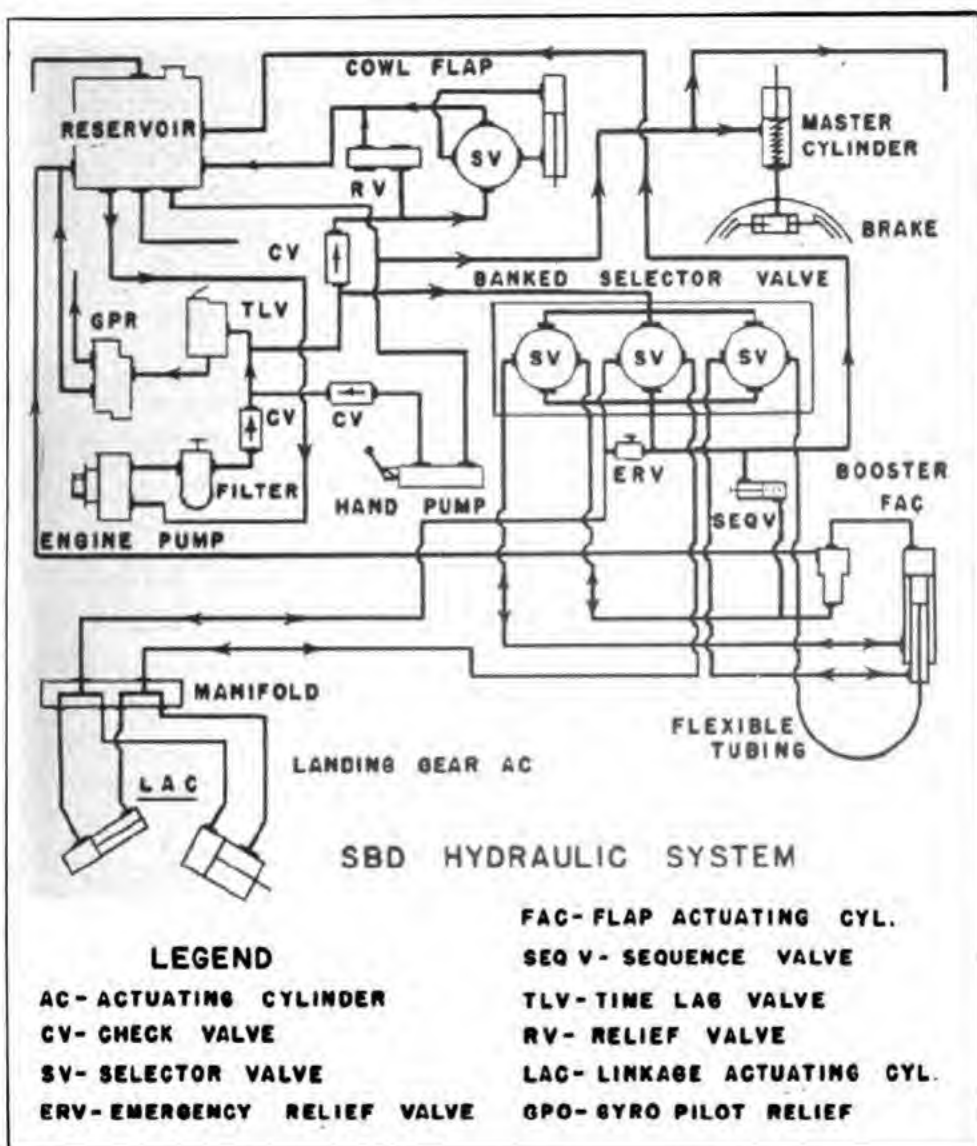 COWL FLAP
RESERVOIR
SV
RV
MASTER
CYLINDER
BRAKE
CV
BANKED SELECTOR VALVE
GPR
TLV
SV
SV
SV
CV
CV
ERV
FILTER
HAND PUMP
SEQV
BOOSTER
FAC
ENGINE PUMP
MANIFOLD
FLEXIBLE
TUBING
LANDING GEAR AC
LAC
SBD HYDRAULIC SYSTEM
LEGEND
AC-ACTUATING CYLINDER
CV-CHECK VALVE
SV-SELECTOR VALVE
ERV-EMERGENCY RELIEF VALVE
FAC-FLAP ACTUATING CYL.
SEQ V-SEQUENCE VALVE
TLV-TIME LAG VALVE
RV-RELIEF VALVE
LAC-LINKAGE ACTUATING CYL.
GPO-GYRO PILOT RELIEF